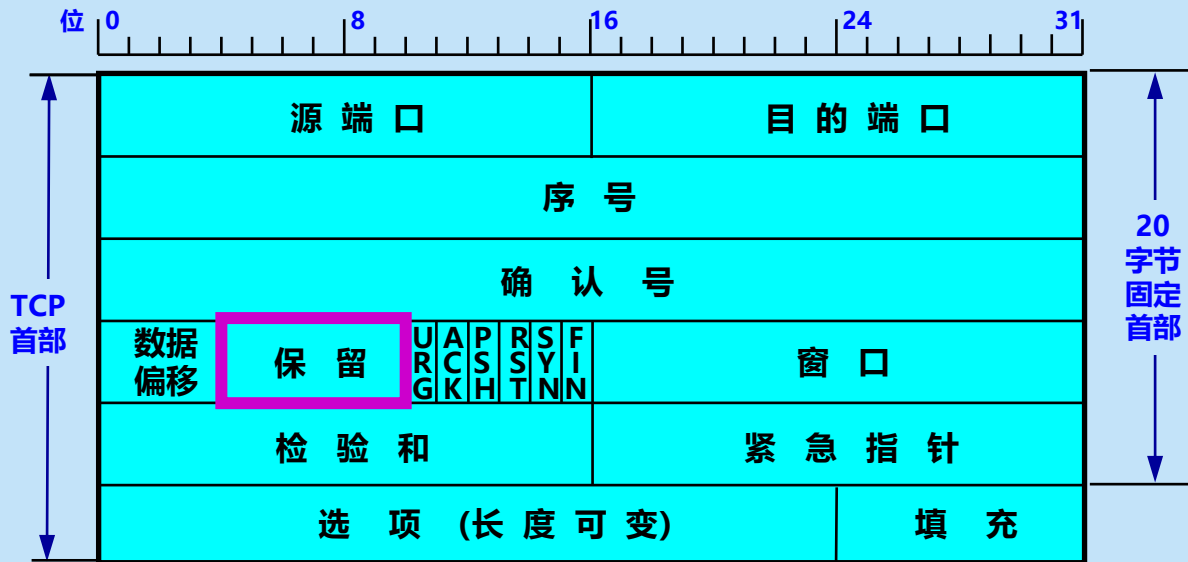 位 0 8 16 24 31
源 端 口 目 的 端 口
序 号
确 认 号
数据
偏移
保 留
URG ACK PSH RST SYN FIN
窗 口
检 验 和 紧 急 指 针
选 项 (长 度 可 变) 填 充
TCP
首部
20
字节
固定
首部